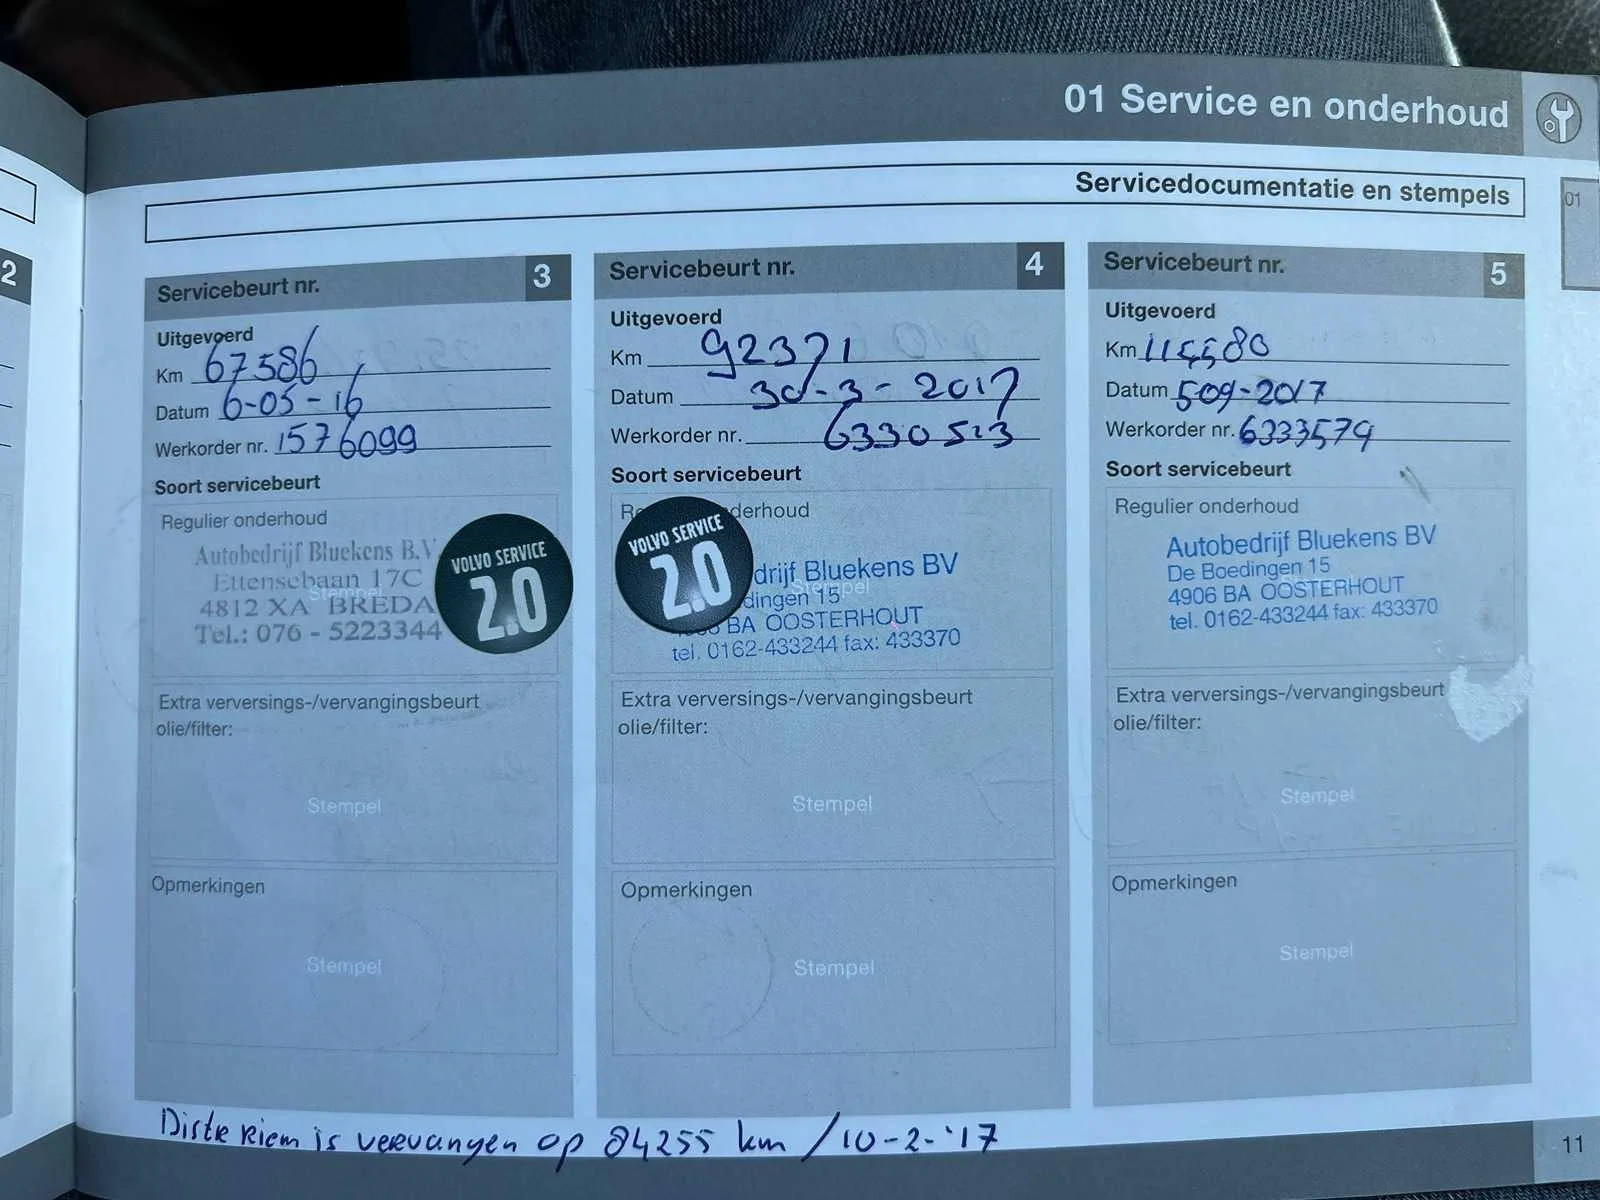 01 Service en onderhoud
Servicedocumentatie en stempels
01
2
Servicebeurt nr. 3
Uitgevoerd
Km 67586
Datum 6-05-16
Werkorder nr. 1576099
Soort servicebeurt
Regulier onderhoud
Autobedrijf Bluekens B.V.
Ettensebaan 17C
Stempel
4812 XA BREDA
Tel.: 076 - 5223344
VOLVO SERVICE
2.0
Extra verversings-/vervangingsbeurt
olie/filter:
Stempel
Opmerkingen
Stempel
Servicebeurt nr. 4
Uitgevoerd
Km 92371
Datum 30-3-2017
Werkorder nr. 6330523
Soort servicebeurt
Re derhoud
VOLVO SERVICE
2.0
drijf Bluekens BV
Stempel
dingen 15
BA OOSTERHOUT
tel. 0162-433244 fax: 433370
Extra verversings-/vervangingsbeurt
olie/filter:
Stempel
Opmerkingen
Stempel
Servicebeurt nr. 5
Uitgevoerd
Km 115580
Datum 509-2017
Werkorder nr. 6333579
Soort servicebeurt
Regulier onderhoud
Autobedrijf Bluekens BV
De Boedingen 15
Stempel
4906 BA OOSTERHOUT
tel. 0162-433244 fax: 433370
Extra verversings-/vervangingsbeurt
olie/filter:
Stempel
Opmerkingen
Stempel
Distr riem is vervangen op 84255 km / 10-2-'17
11